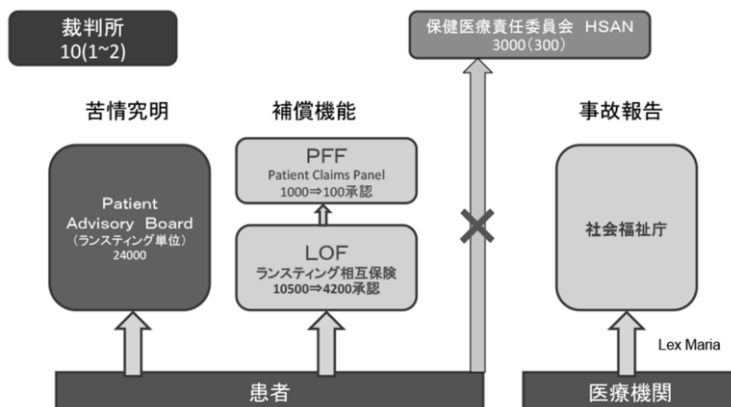 裁判所
10(1~2)
保健医療責任委員会 HSAN
3000(300)
苦情究明
補償機能
事故報告
Patient
Advisory Board
(ランスティング単位)
24000
PFF
Patient Claims Panel
1000⇒100承認
LOF
ランスティング相互保険
10500⇒4200承認
社会福祉庁
Lex Maria
患者
医療機関